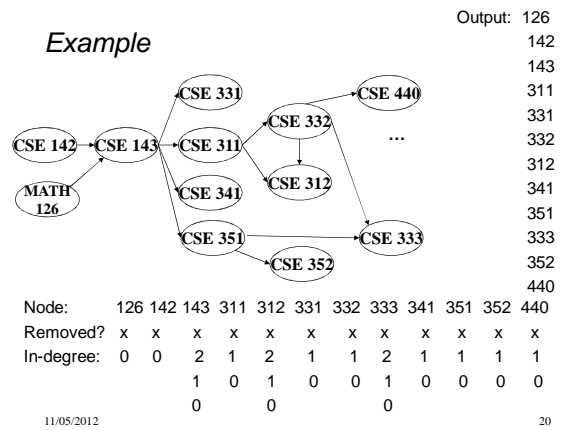 Output: 126
Example
142
143
311
331
332
312
341
351
333
352
440
CSE 331
CSE 440
CSE 332
CSE 142
CSE 143
CSE 311
...
MATH
126
CSE 341
CSE 312
CSE 351
CSE 333
CSE 352
Node: 126 142 143 311 312 331 332 333 341 351 352 440
Removed? x x x x x x x x x x x x
In-degree: 0 0 2 1 2 1 1 2 1 1 1 1
1 0 1 0 0 1 0 0 0 0
0 0 0
11/05/2012 20